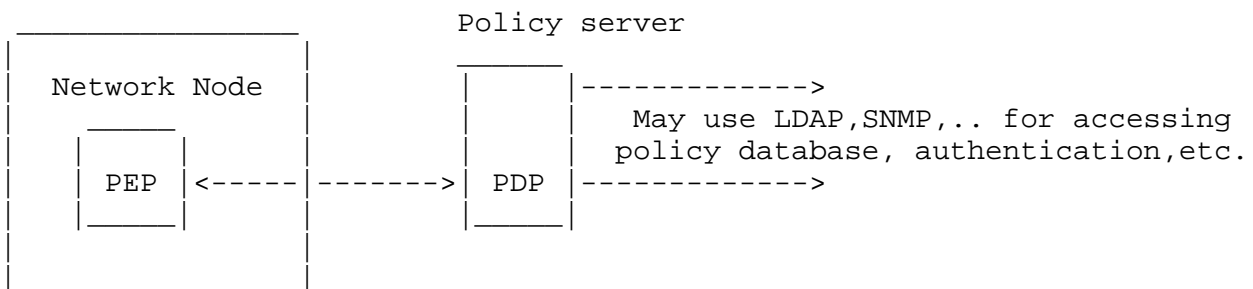 Policy server
Network Node
May use LDAP,SNMP,.. for accessing
policy database, authentication,etc.
PEP
PDP